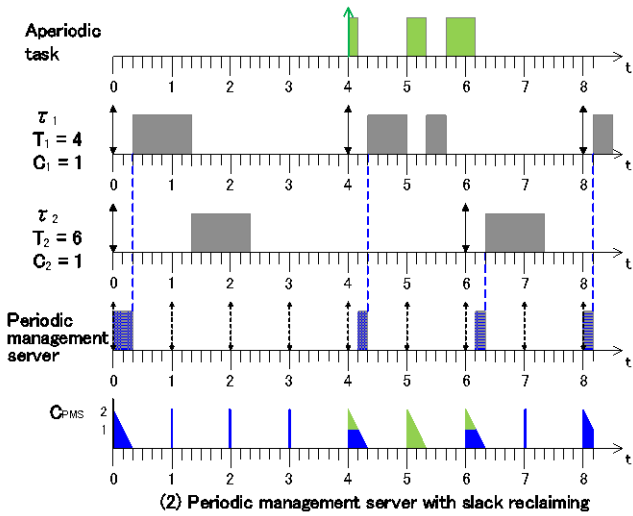 Aperiodic
task
t
0 1 2 3 4 5 6 7 8
τ1
T1 = 4
C1 = 1
t
0 1 2 3 4 5 6 7 8
τ2
T2 = 6
C2 = 1
t
0 1 2 3 4 5 6 7 8
Periodic
management
server
t
0 1 2 3 4 5 6 7 8
CPMS 2
1
t
0 1 2 3 4 5 6 7 8
(2) Periodic management server with slack reclaiming